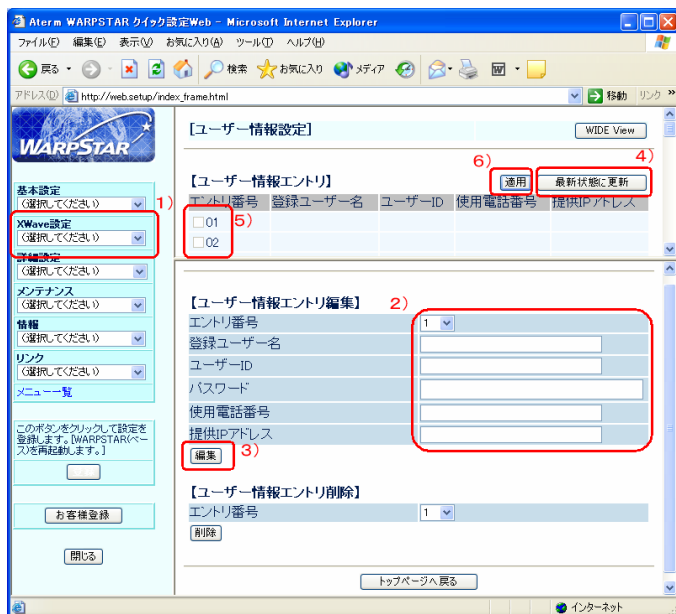 Aterm WARPSTAR クイック設定Web - Microsoft Internet Explorer
ファイル(F) 編集(E) 表示(V) お気に入り(A) ツール(T) ヘルプ(H)
戻る 検索 お気に入り メディア
アドレス(D) http://web.setup/index_frame.html 移動 リンク »
WARPSTAR
[ユーザー情報設定] WIDE View
6) 4)
【ユーザー情報エントリ】 適用 最新状態に更新
エントリ番号 登録ユーザー名 ユーザーID 使用電話番号 提供IPアドレス
01 5)
02
基本設定
(選択してください) 1)
XWave設定
(選択してください)
詳細設定
(選択してください)
メンテナンス
(選択してください)
情報
(選択してください)
リンク
(選択してください)
メニュー一覧
このボタンをクリックして設定を
登録します。[WARPSTAR(ベー
ス)を再起動します。]
お客様登録
閉じる
【ユーザー情報エントリ編集】 2)
エントリ番号 1
登録ユーザー名
ユーザーID
パスワード
使用電話番号
提供IPアドレス
編集 3)
【ユーザー情報エントリ削除】
エントリ番号 1
削除
トップページへ戻る
インターネット